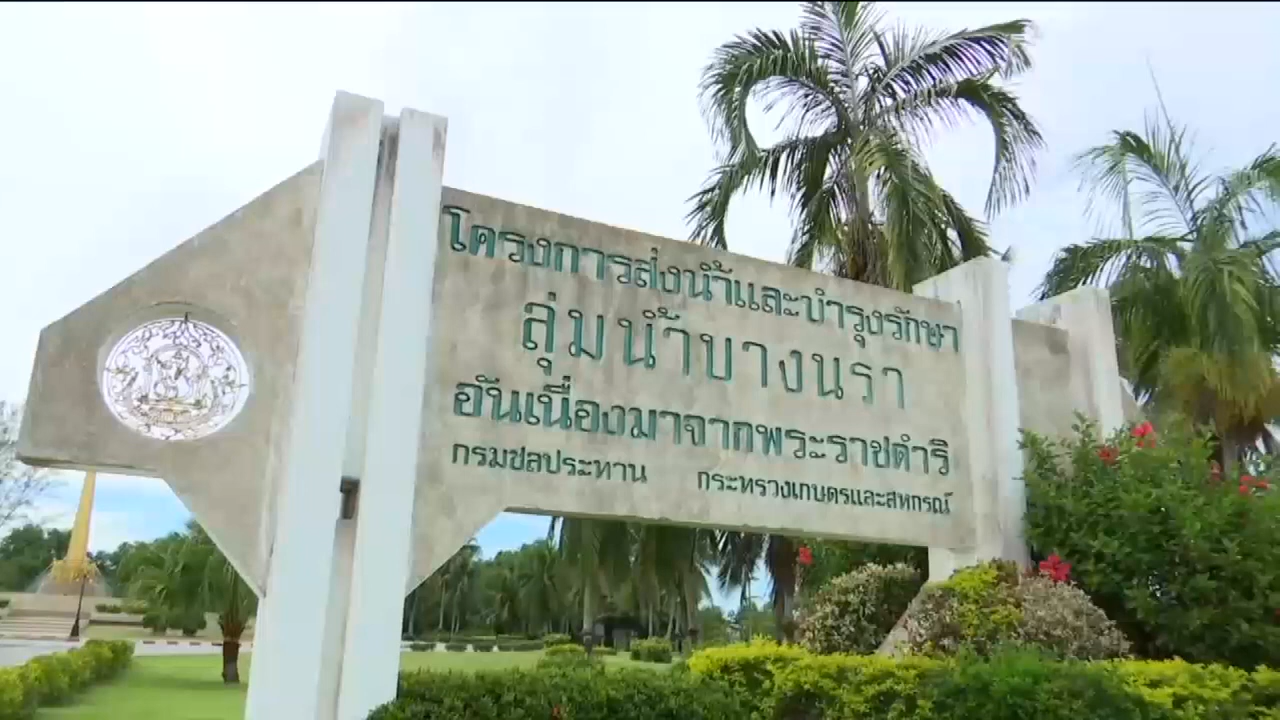 โครงการส่งน้ำและบำรุงรักษา
ลุ่มน้ำบางนรา
อันเนื่องมาจากพระราชดำริ
กรมชลประทาน กระทรวงเกษตรและสหกรณ์